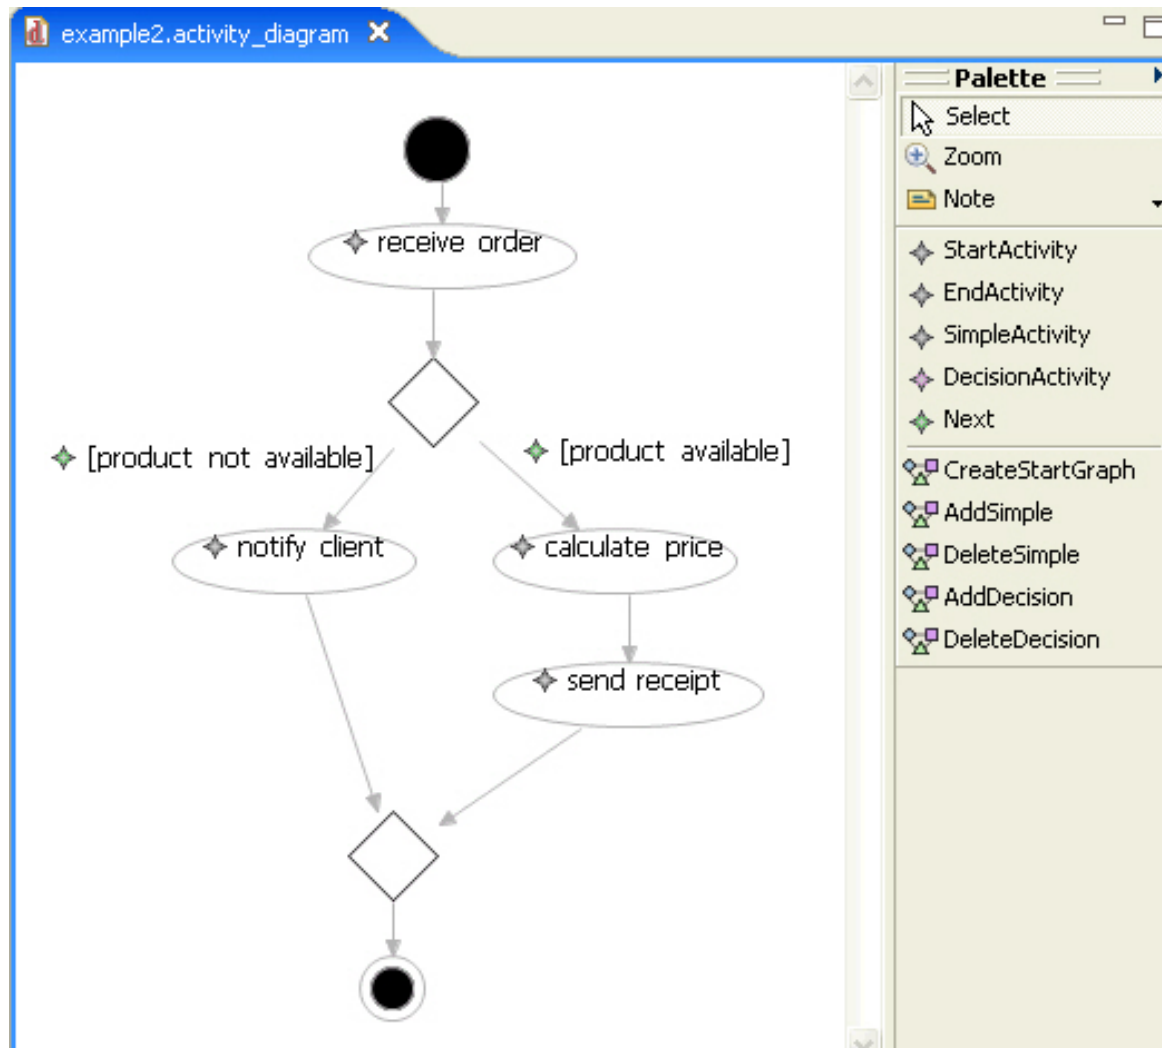 example2.activity_diagram
Palette
Select
Zoom
Note
StartActivity
EndActivity
SimpleActivity
DecisionActivity
Next
CreateStartGraph
AddSimple
DeleteSimple
AddDecision
DeleteDecision
receive order
[product not available]
[product available]
notify client
calculate price
send receipt